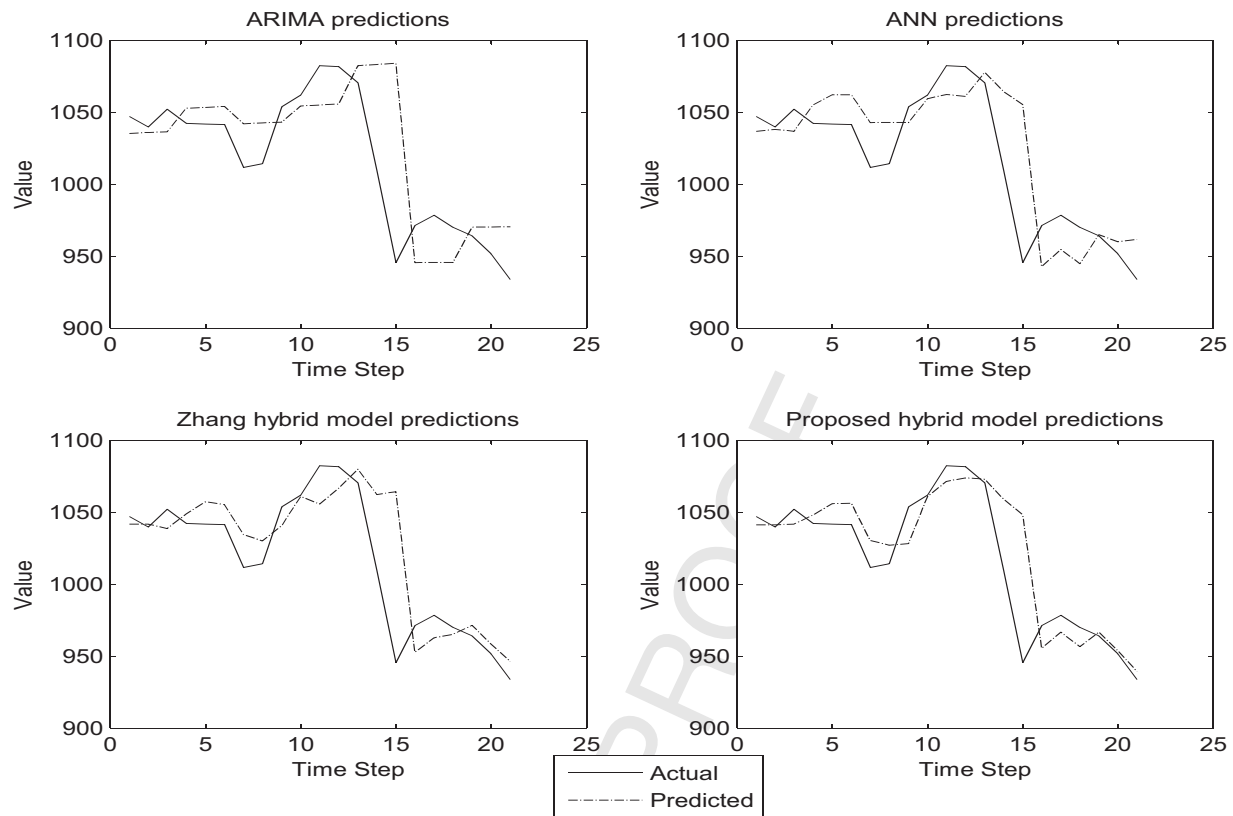 ARIMA predictions
1100
1050
1000
950
900
Value
0 5 10 15 20 25
Time Step
ANN predictions
1100
1050
1000
950
900
Value
0 5 10 15 20 25
Time Step
Zhang hybrid model predictions
1100
1050
1000
950
900
Value
0 5 10 15 20 25
Time Step
Proposed hybrid model predictions
1100
1050
1000
950
900
Value
0 5 10 15 20 25
Time Step
Actual
Predicted